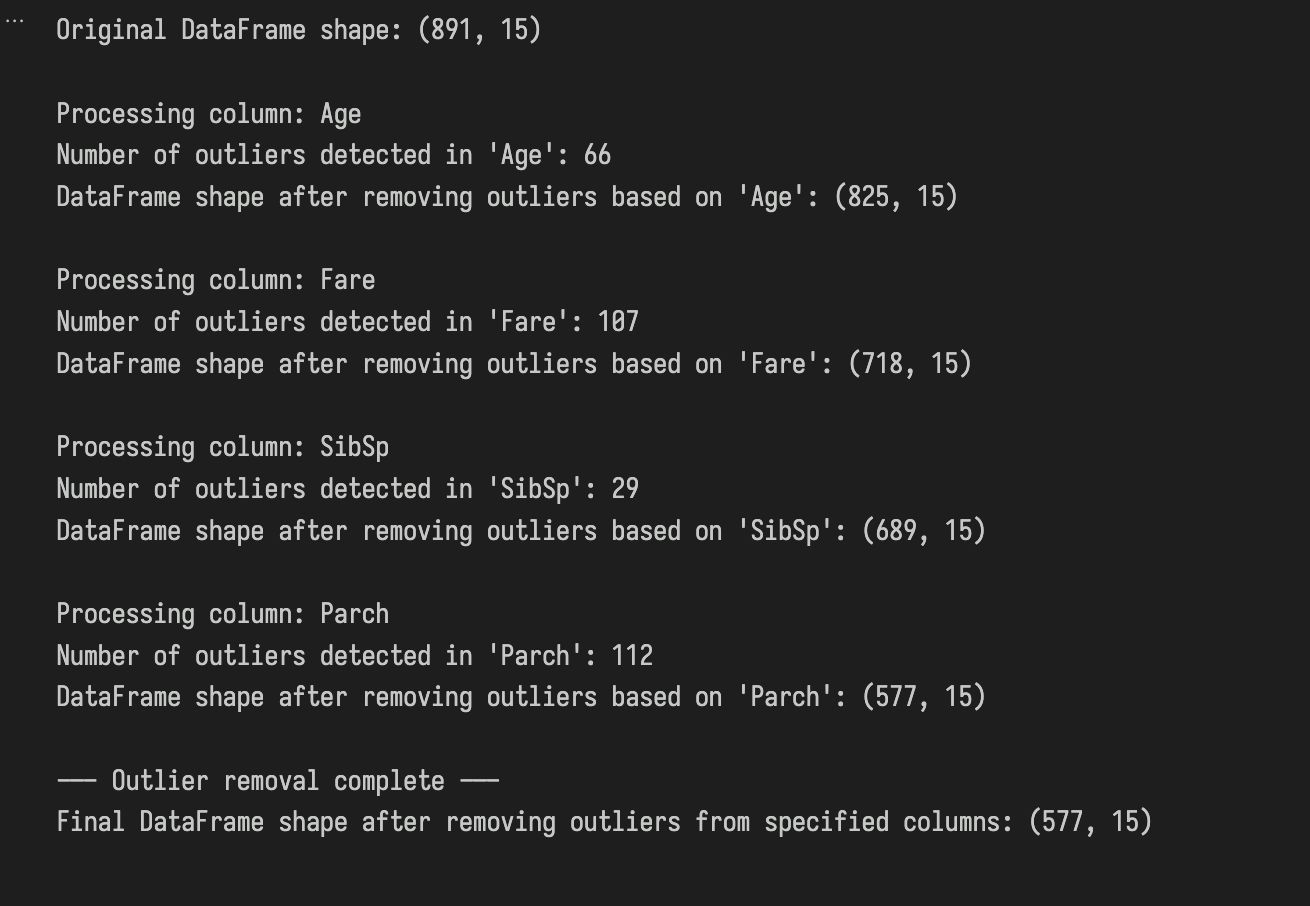 ...
Original DataFrame shape: (891, 15)
Processing column: Age
Number of outliers detected in 'Age': 66
DataFrame shape after removing outliers based on 'Age': (825, 15)
Processing column: Fare
Number of outliers detected in 'Fare': 107
DataFrame shape after removing outliers based on 'Fare': (718, 15)
Processing column: SibSp
Number of outliers detected in 'SibSp': 29
DataFrame shape after removing outliers based on 'SibSp': (689, 15)
Processing column: Parch
Number of outliers detected in 'Parch': 112
DataFrame shape after removing outliers based on 'Parch': (577, 15)
--- Outlier removal complete ---
Final DataFrame shape after removing outliers from specified columns: (577, 15)